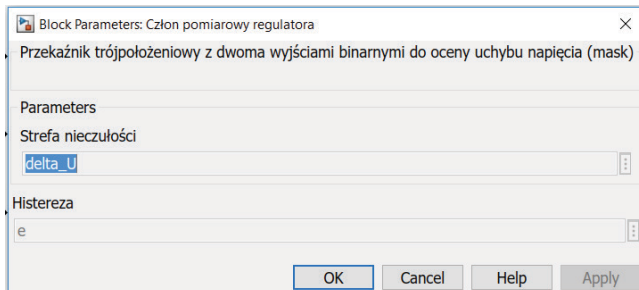 Block Parameters: Człon pomiarowy regulatora
Przekaźnik trójpołożeniowy z dwoma wyjściami binarnymi do oceny uchybu napięcia (mask)
Parameters
Strefa nieczułości
delta_U
Histereza
e
OK Cancel Help Apply